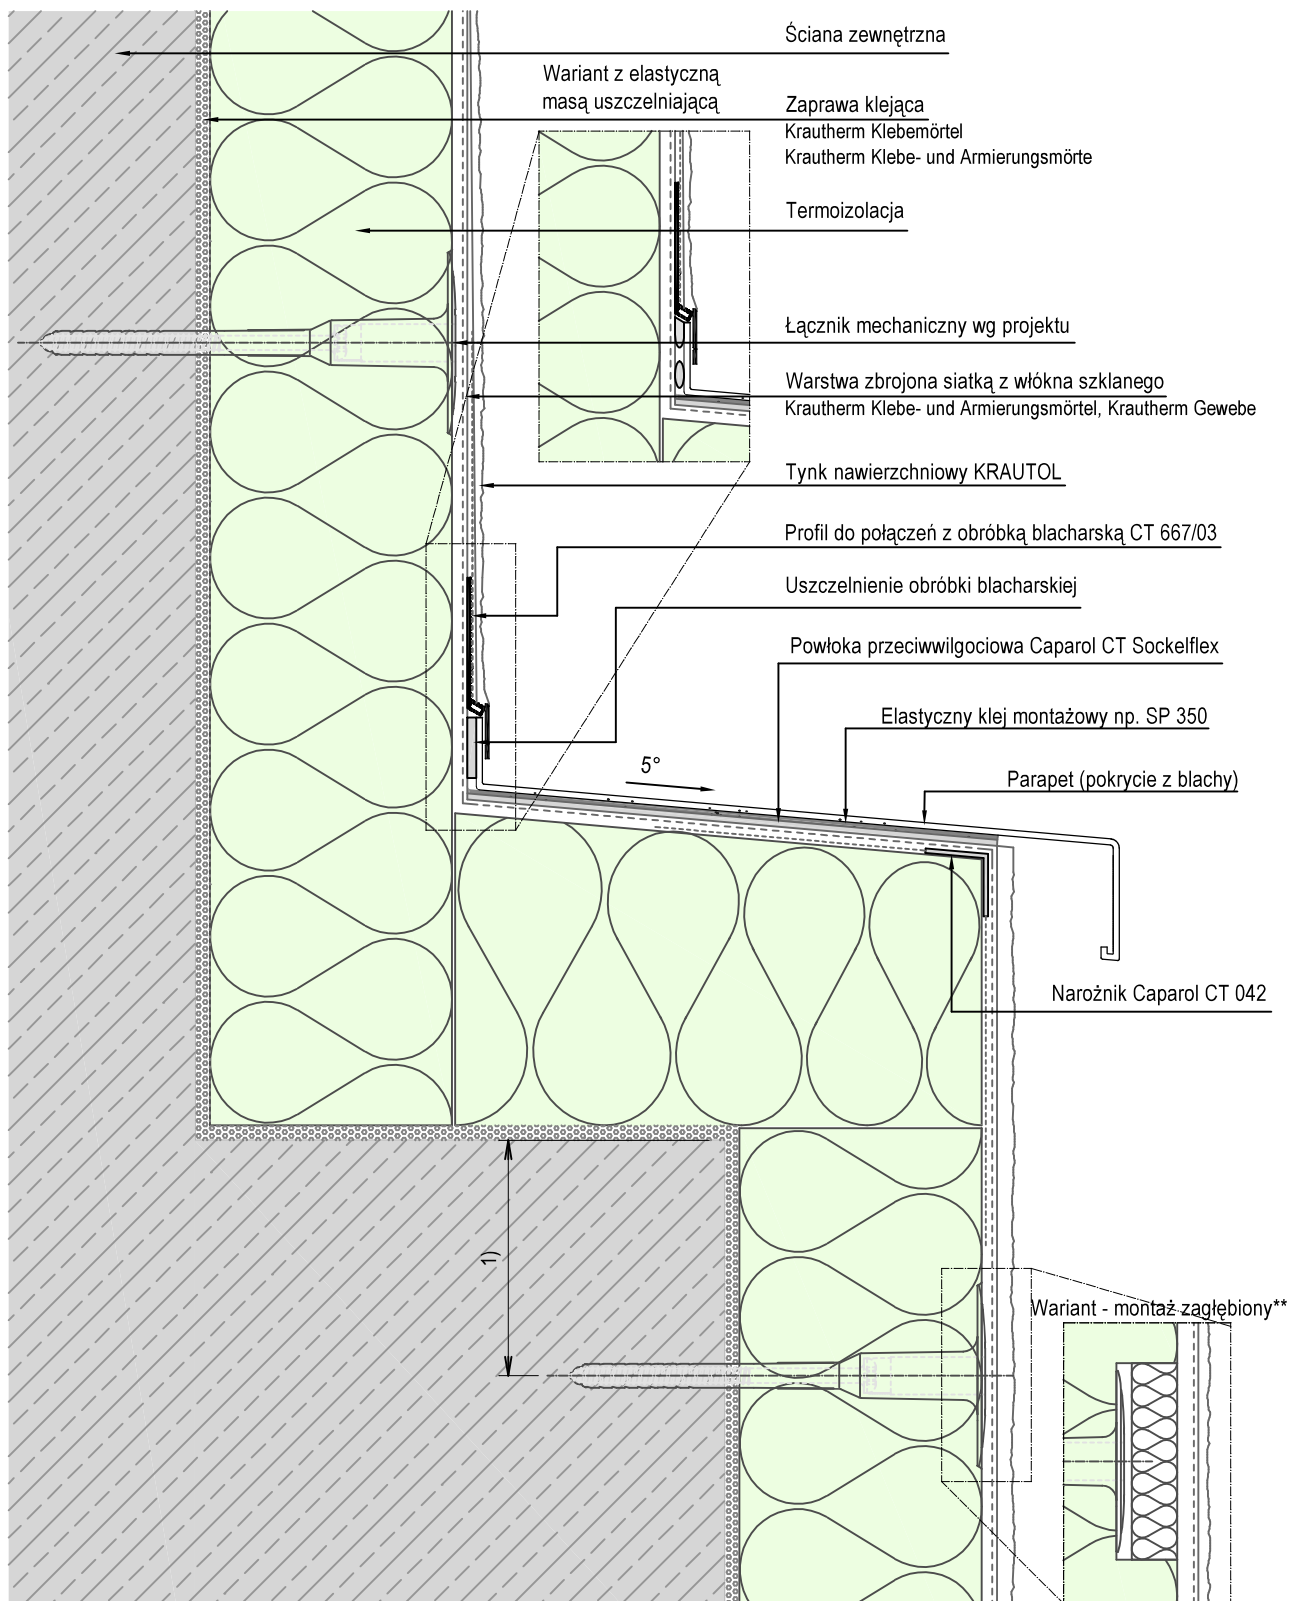 Ściana zewnętrzna
Wariant z elastyczną
masą uszczelniającą
Zaprawa klejąca
Krautherm Klebemörtel
Krautherm Klebe- und Armierungsmörte
Termoizolacja
Łącznik mechaniczny wg projektu
Warstwa zbrojona siatką z włókna szklanego
Krautherm Klebe- und Armierungsmörtel, Krautherm Gewebe
Tynk nawierzchniowy KRAUTOL
Profil do połączeń z obróbką blacharską CT 667/03
Uszczelnienie obróbki blacharskiej
Powłoka przeciwwilgociowa Caparol CT Sockelflex
Elastyczny klej montażowy np. SP 350
5°
Parapet (pokrycie z blachy)
Narożnik Caparol CT 042
1)
Wariant - montaż zagłębiony**